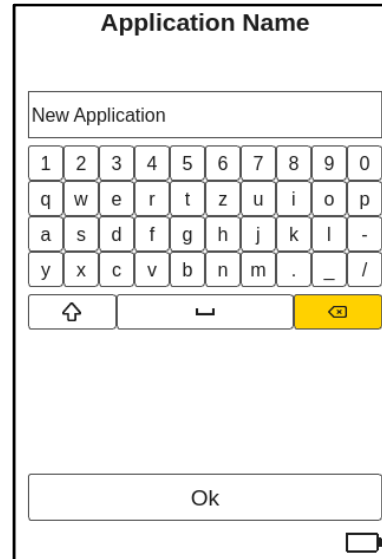 Application Name
New Application
1 2 3 4 5 6 7 8 9 0
q w e r t z u i o p
a s d f g h j k l -
y x c v b n m . _ /
Ok